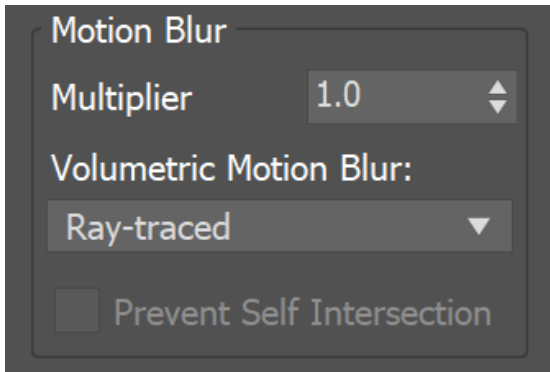 Motion Blur
Multiplier 1.0
Volumetric Motion Blur:
Ray-traced
Prevent Self Intersection